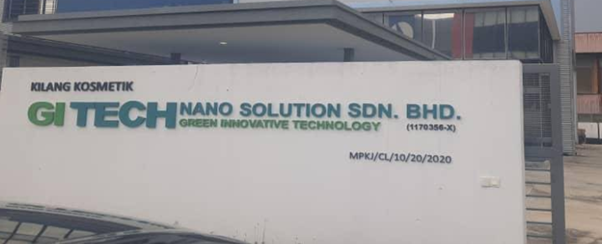 KILANG KOSMETIK
GI TECH NANO SOLUTION SDN. BHD.
GREEN INNOVATIVE TECHNOLOGY (1170356-X)
MPKJ/CL/10/20/2020